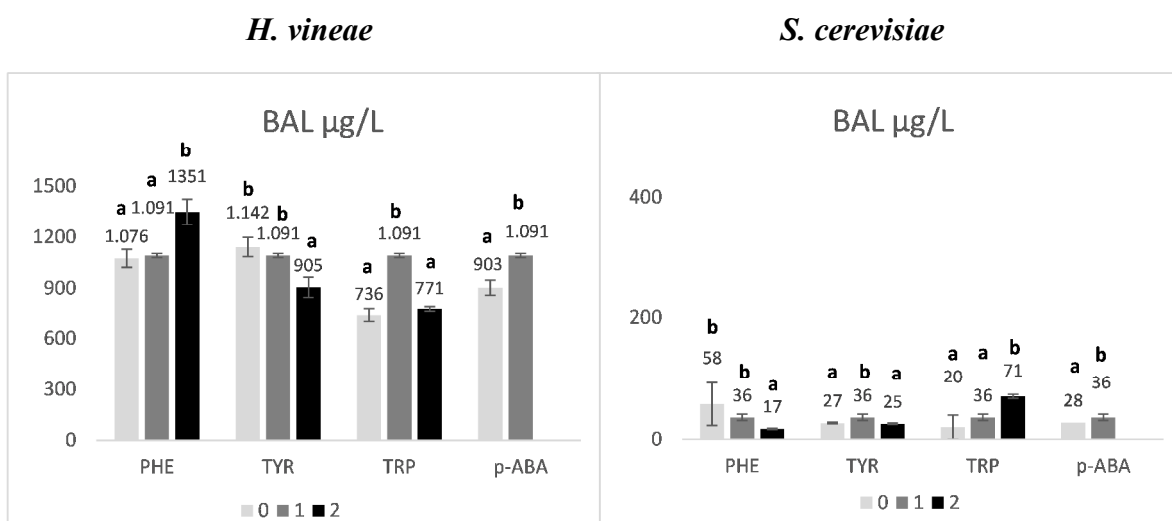 H. vineae
S. cerevisiae
BAL µg/L
1500
1200
900
600
300
0
a a b
1.076 1.091 1351
b b a
1.142 1.091 905
a b a
736 1.091 771
a b
903 1.091
PHE TYR TRP p-ABA
0 1 2
BAL µg/L
400
200
0
b b a
58 36 17
a b a
27 36 25
a a b
20 36 71
a b
28 36
PHE TYR TRP p-ABA
0 1 2